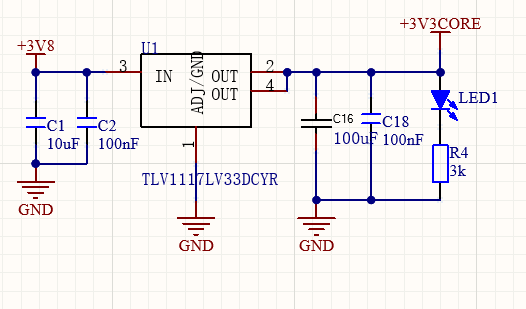 +3V3CORE
+3V8
U1
3
IN
ADJ/GND
OUT
2
OUT
4
LED1
C1
10uF
C2
100nF
C16
100uF
C18
100nF
R4
3k
1
TLV1117LV33DCYR
GND
GND
GND